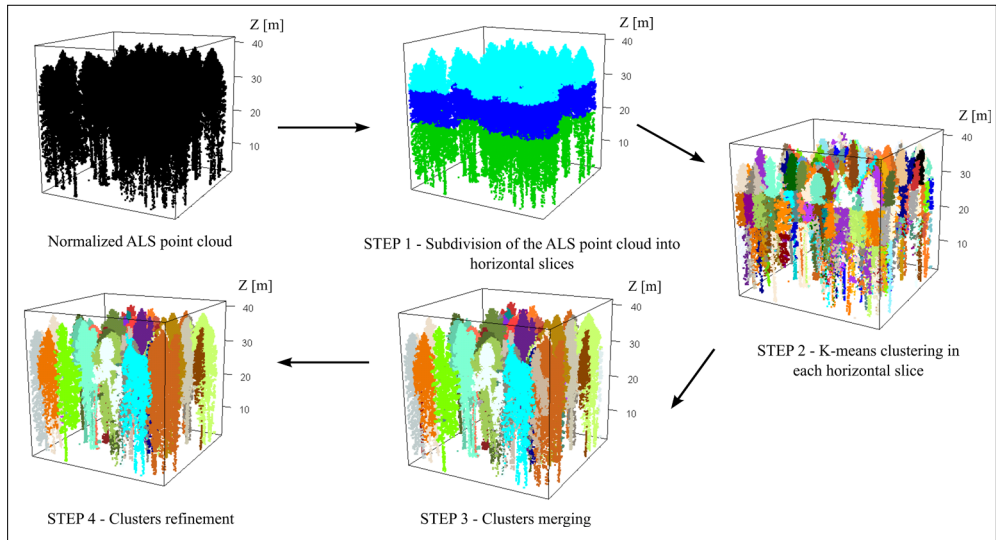 Z [m]
40
30
20
10
Normalized ALS point cloud
Z [m]
40
30
20
10
STEP 1 - Subdivision of the ALS point cloud into
horizontal slices
Z [m]
40
30
20
10
STEP 2 - K-means clustering in
each horizontal slice
Z [m]
40
30
20
10
STEP 3 - Clusters merging
Z [m]
40
30
20
10
STEP 4 - Clusters refinement